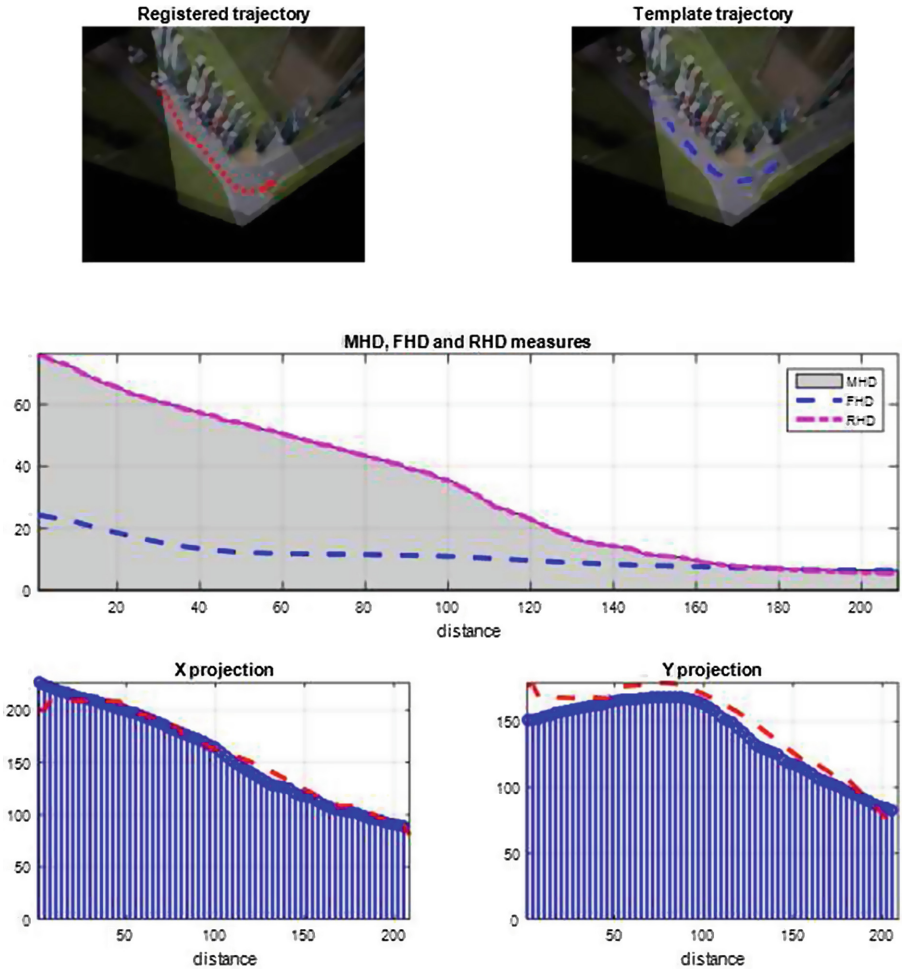 Registered trajectory
Template trajectory
MHD, FHD and RHD measures
60
40
20
0
MHD
FHD
RHD
20 40 60 80 100 120 140 160 180 200
distance
X projection
200
150
100
50
0
50 100 150 200
distance
Y projection
150
100
50
0
50 100 150 200
distance